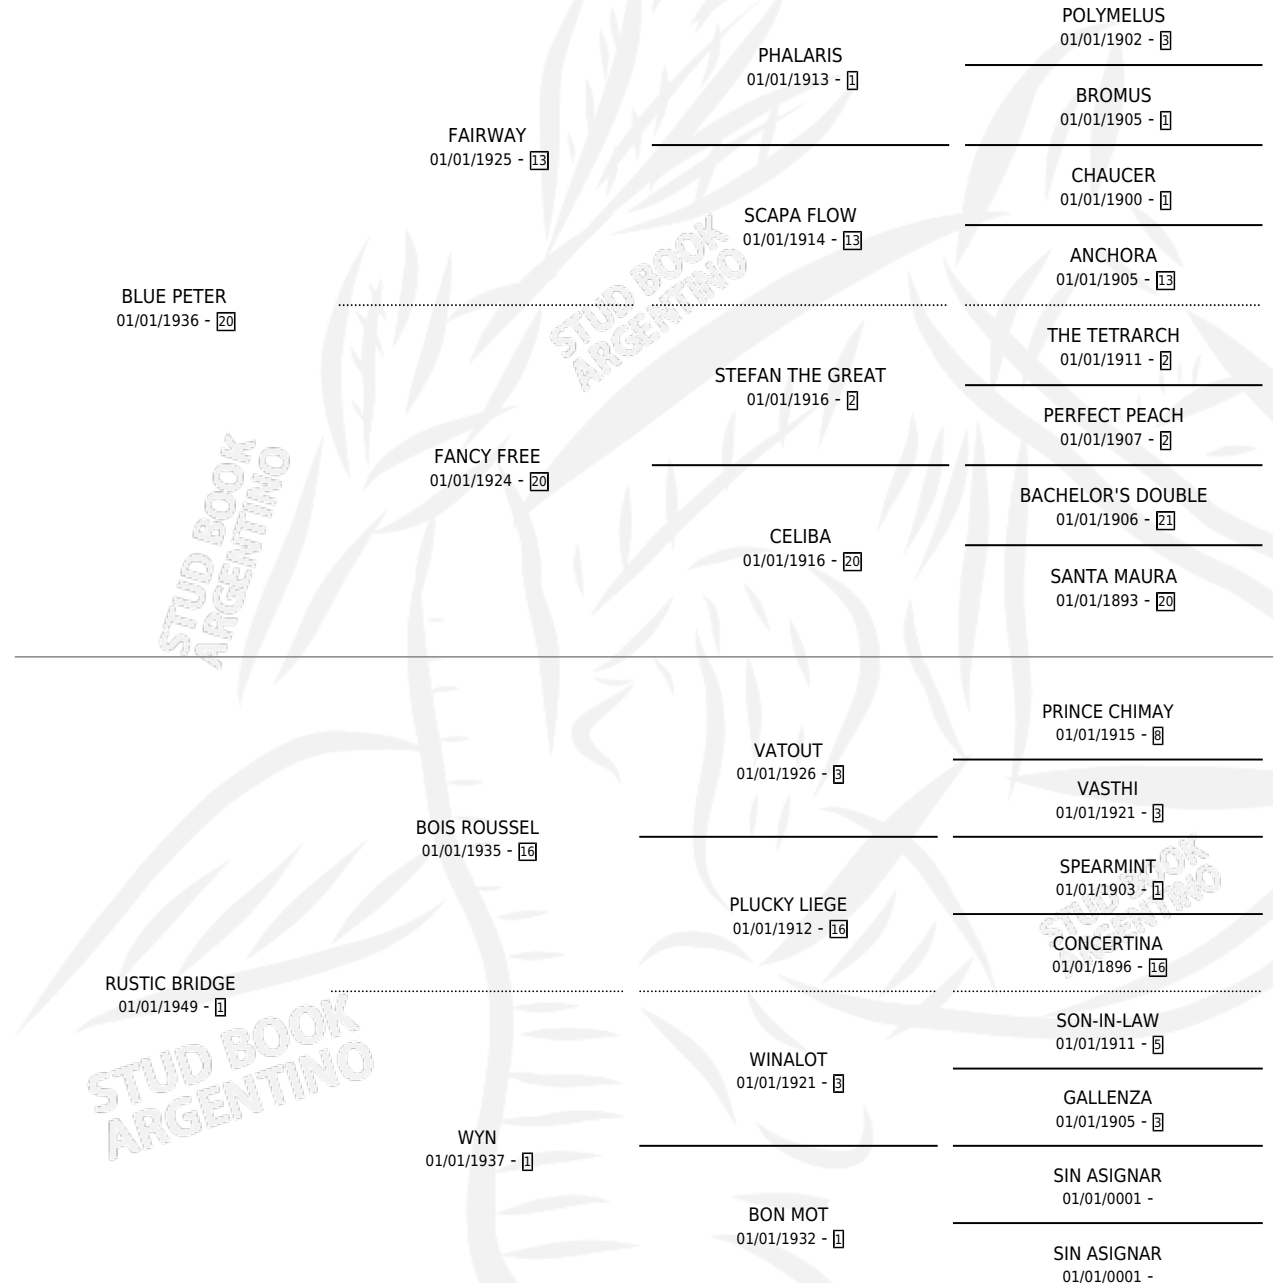 POLYMELUS
01/01/1902 - 3
PHALARIS
01/01/1913 - 1
BROMUS
01/01/1905 - 1
FAIRWAY
01/01/1925 - 13
CHAUCER
01/01/1900 - 1
SCAPA FLOW
01/01/1914 - 13
ANCHORA
01/01/1905 - 13
BLUE PETER
01/01/1936 - 20
THE TETRARCH
01/01/1911 - 2
STEFAN THE GREAT
01/01/1916 - 2
PERFECT PEACH
01/01/1907 - 2
FANCY FREE
01/01/1924 - 20
BACHELOR'S DOUBLE
01/01/1906 - 21
CELIBA
01/01/1916 - 20
SANTA MAURA
01/01/1893 - 20
PRINCE CHIMAY
01/01/1915 - 8
VATOUT
01/01/1926 - 3
VASTHI
01/01/1921 - 3
BOIS ROUSSEL
01/01/1935 - 16
SPEARMINT
01/01/1903 - 1
PLUCKY LIEGE
01/01/1912 - 16
CONCERTINA
01/01/1896 - 16
RUSTIC BRIDGE
01/01/1949 - 1
SON-IN-LAW
01/01/1911 - 5
WINALOT
01/01/1921 - 3
GALLENZA
01/01/1905 - 3
WYN
01/01/1937 - 1
SIN ASIGNAR
01/01/0001 -
BON MOT
01/01/1932 - 1
SIN ASIGNAR
01/01/0001 -
STUD BOOK
ARGENTINO
STUD BOOK
ARGENTINO
STUD BOOK
ARGENTINO
STUD BOOK
ARGENTINO